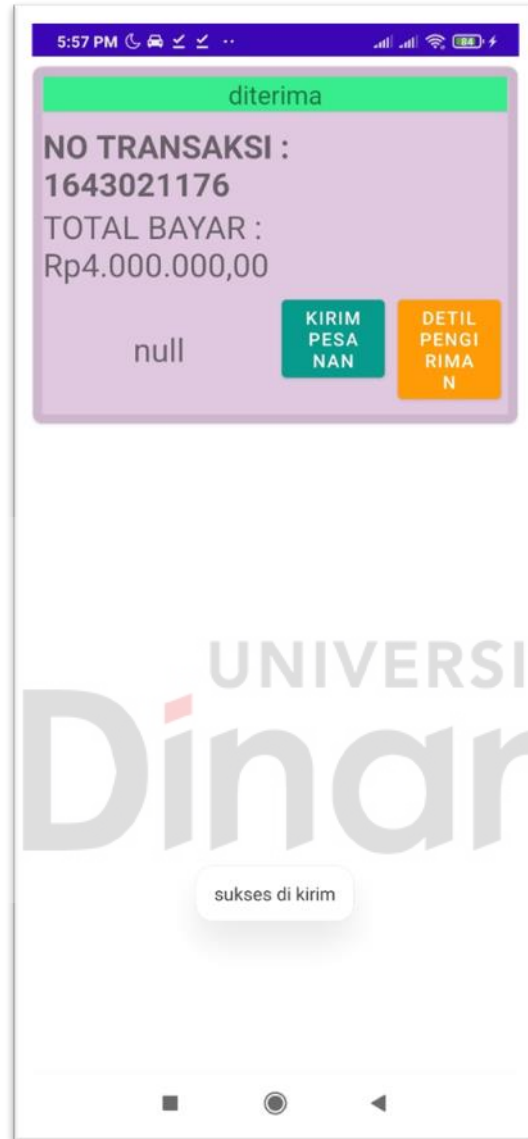 5:57 PM
84
diterima
NO TRANSAKSI :
1643021176
TOTAL BAYAR :
Rp4.000.000,00
null
KIRIM
PESA
NAN
DETIL
PENGI
RIMA
N
UNIVERSI
Dinar
sukses di kirim